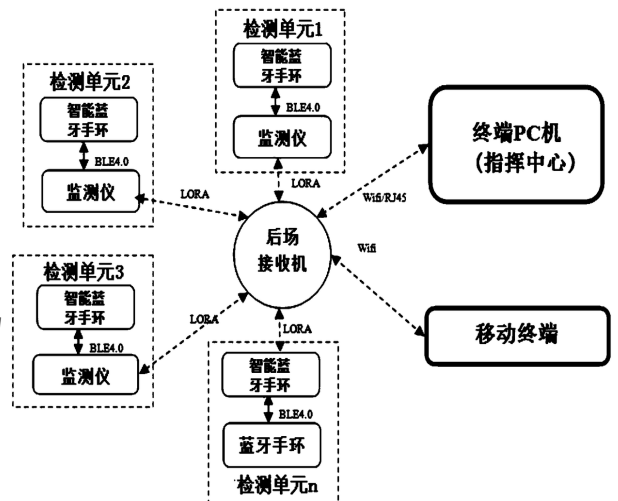 检测单元1
智能蓝
牙手环
BLE4.0
监测仪
LORA
检测单元2
智能蓝
牙手环
BLE4.0
监测仪
LORA
检测单元3
智能蓝
牙手环
BLE4.0
监测仪
LORA
后场
接收机
LORA
智能蓝
牙手环
BLE4.0
蓝牙手环
检测单元n
Wifi/RJ45
终端PC机
(指挥中心)
Wifi
移动终端